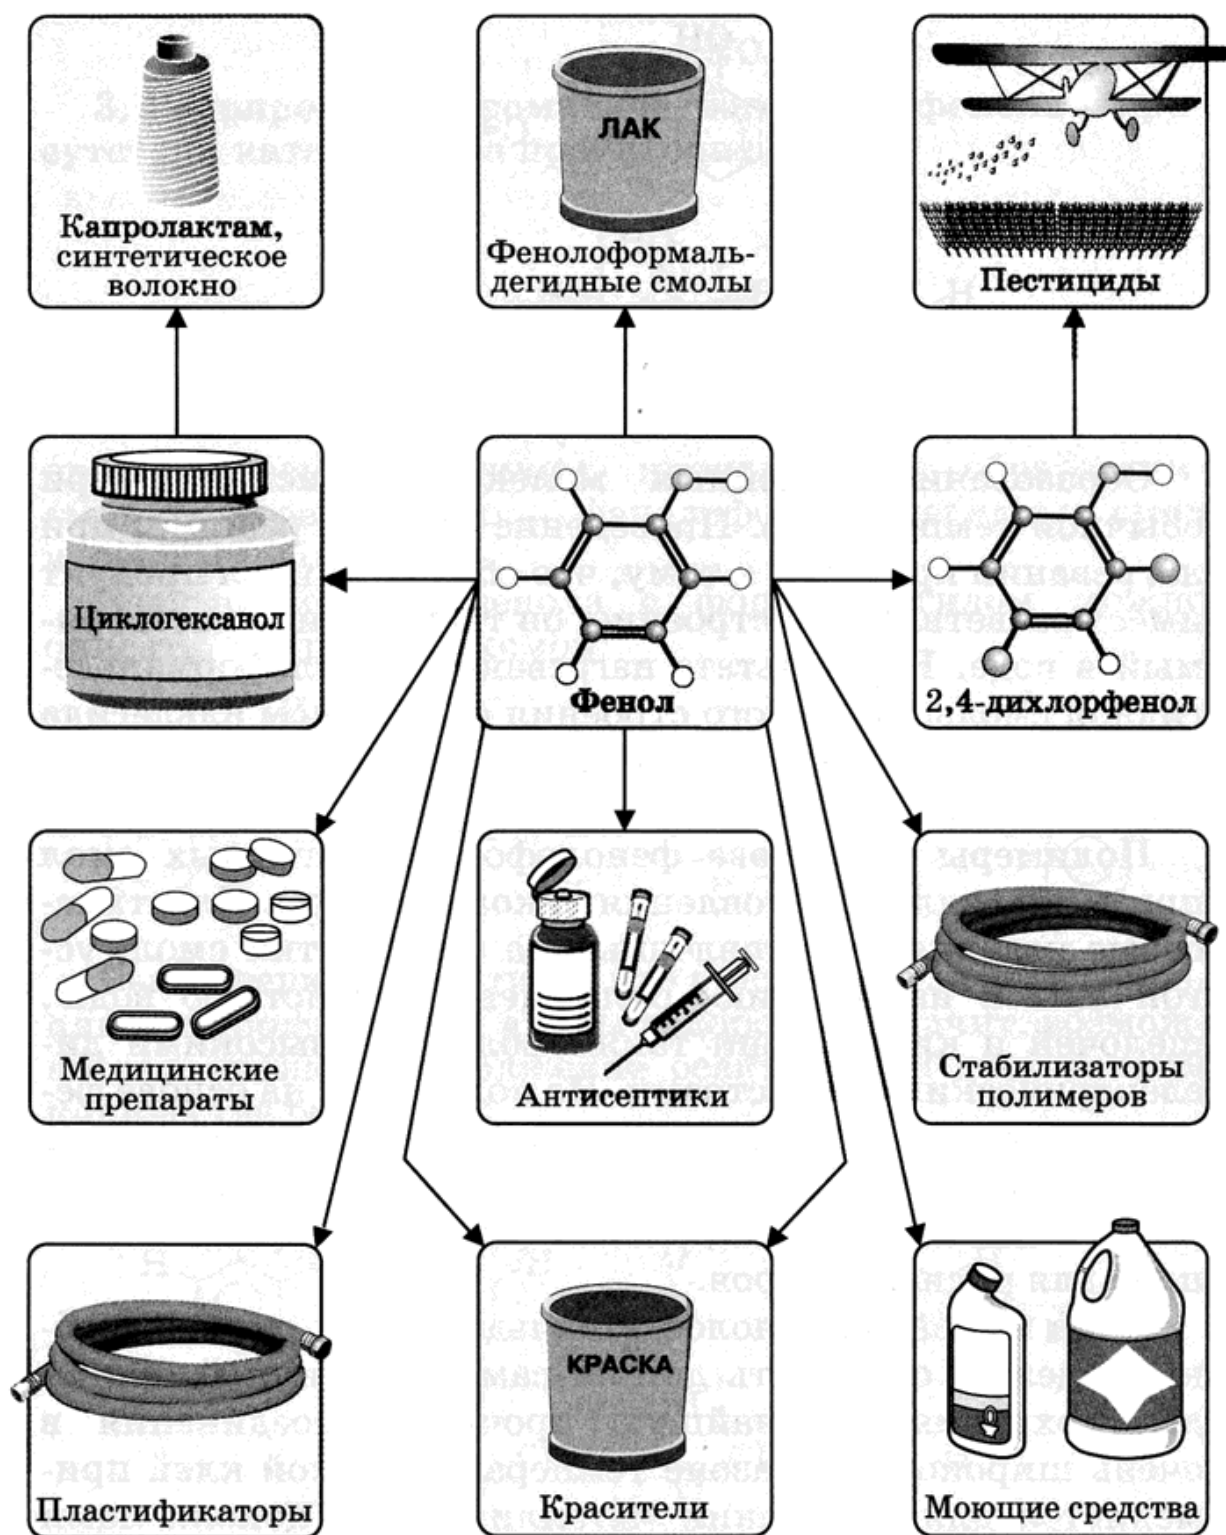 Капролактам,
синтетическое
волокно
ЛАК
Фенолоформаль-
дегидные смолы
Пестициды
Циклогексанол
Фенол
2,4-дихлорфенол
Медицинские
препараты
Антисептики
Стабилизаторы
полимеров
Пластификаторы
КРАСКА
Красители
Моющие средства